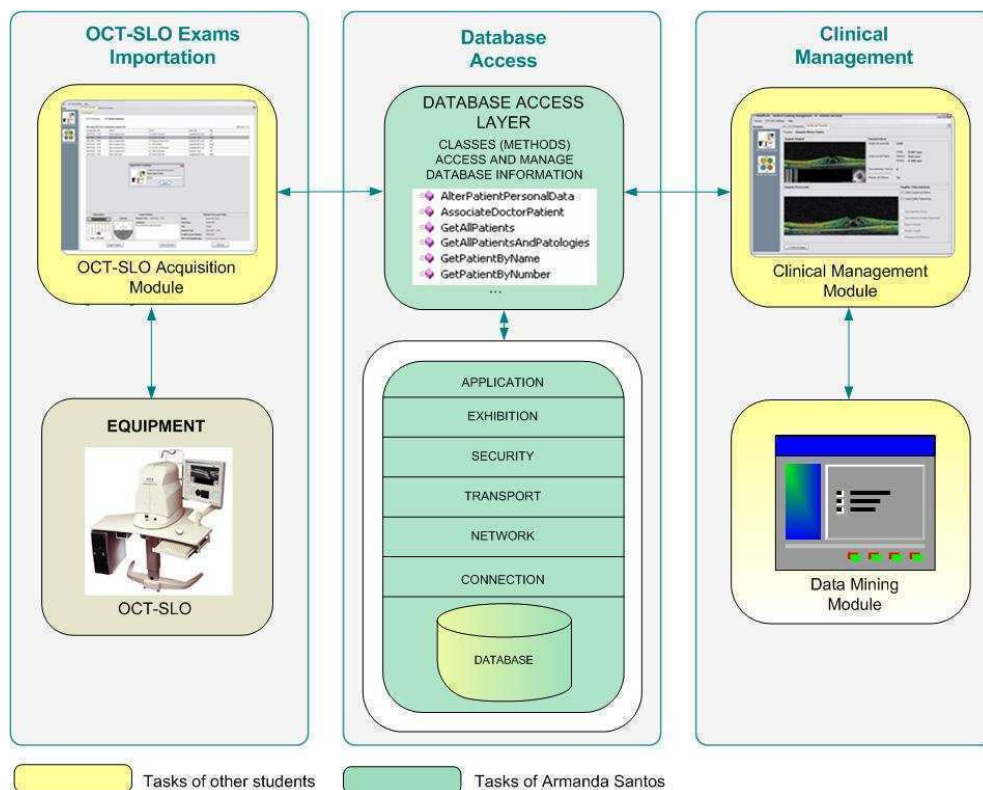 OCT-SLO Exams
Importation
OCT-SLO Acquisition
Module
EQUIPMENT
OCT-SLO
Database
Access
DATABASE ACCESS
LAYER
CLASSES (METHODS)
ACCESS AND MANAGE
DATABASE INFORMATION
AlterPatientPersonalData
AssociateDoctorPatient
GetAllPatients
GetAllPatientsAndPatologies
GetPatientByName
GetPatientByNumber
...
APPLICATION
EXHIBITION
SECURITY
TRANSPORT
NETWORK
CONNECTION
DATABASE
Clinical
Management
Clinical Management
Module
Data Mining
Module
Tasks of other students
Tasks of Armanda Santos